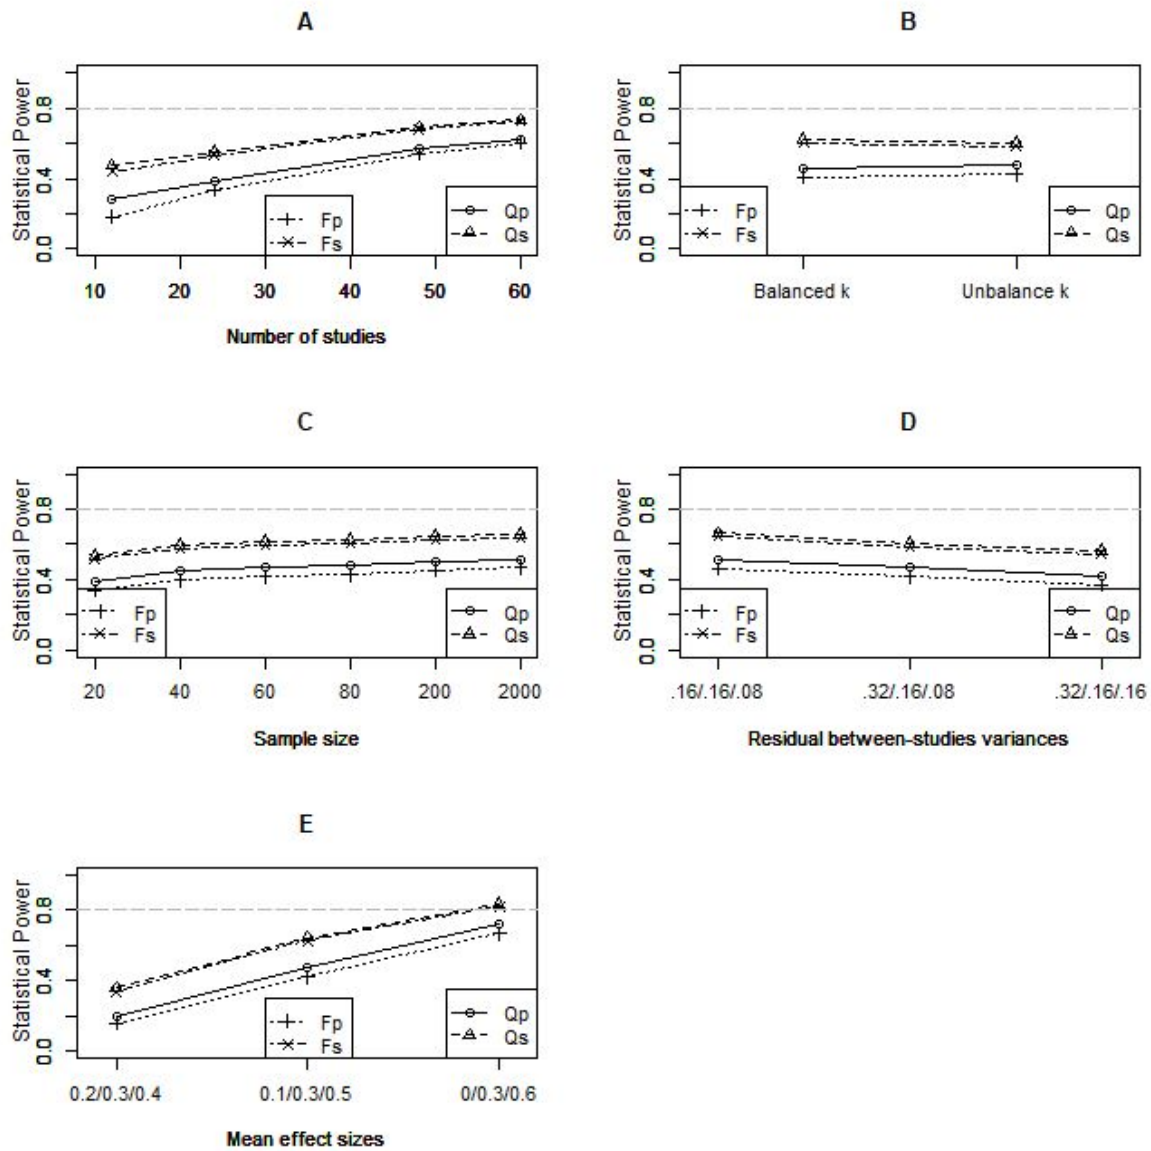 A
Statistical Power
0.0 0.4 0.8
Fp
Fs
Qp
Qs
10 20 30 40 50 60
Number of studies
B
Statistical Power
0.0 0.4 0.8
Fp
Fs
Qp
Qs
Balanced k Unbalance k
C
Statistical Power
0.0 0.4 0.8
Fp
Fs
Qp
Qs
20 40 60 80 200 2000
Sample size
D
Statistical Power
0.0 0.4 0.8
Fp
Fs
Qp
Qs
.16/.16/.08 .32/.16/.08 .32/.16/.16
Residual between-studies variances
E
Statistical Power
0.0 0.4 0.8
Fp
Fs
Qp
Qs
0.2/0.3/0.4 0.1/0.3/0.5 0/0.3/0.6
Mean effect sizes